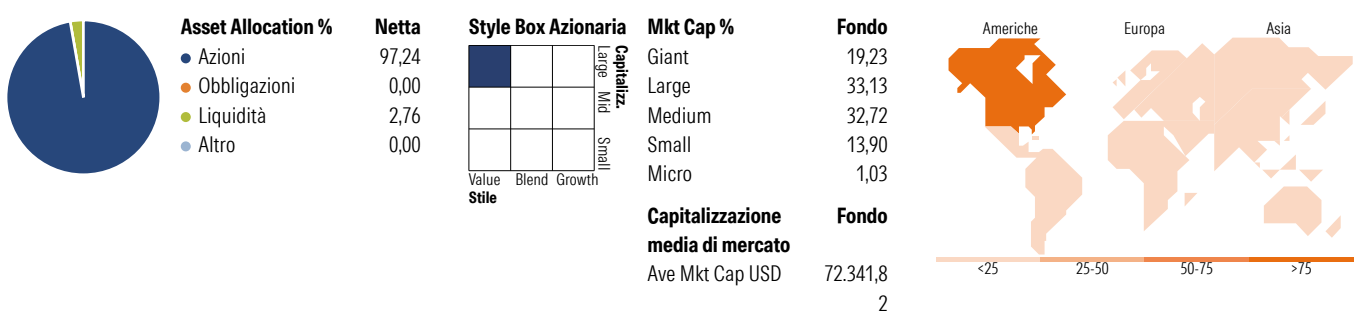 Asset Allocation % Netta
Azioni 97,24
Obbligazioni 0,00
Liquidità 2,76
Altro 0,00
Style Box Azionaria
Capitalizz.
Large Mid Small
Value Blend Growth
Stile
Mkt Cap % Fondo
Giant 19,23
Large 33,13
Medium 32,72
Small 13,90
Micro 1,03
Capitalizzazione Fondo
media di mercato
Ave Mkt Cap USD 72.341,8
2
Americhe Europa Asia
<25 25-50 50-75 >75